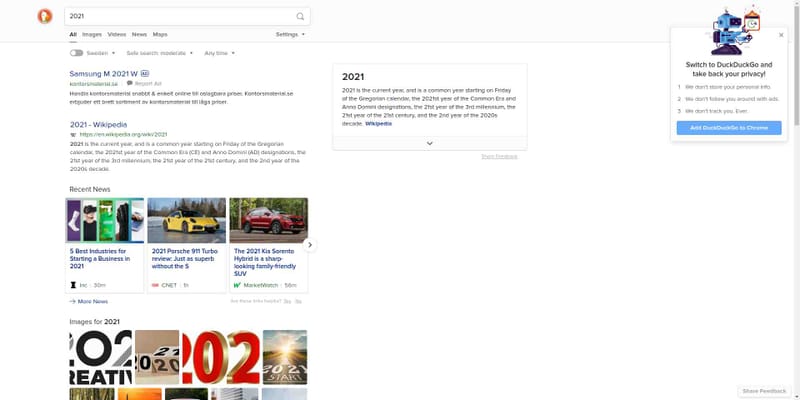 2021
All Images Videos News Maps Settings
Sweden Safe search: moderate Any time
Samsung M 2021 W Ad
kontorsmaterial.se Report Ad
Handla kontorsmaterial snabbt & enkelt online till oslagbara priser. Kontorsmaterial.se
erbjuder ett brett sortiment av kontorsmaterial till låga priser.
2021 - Wikipedia
https://en.wikipedia.org/wiki/2021
2021 is the current year, and is a common year starting on Friday of the Gregorian
calendar, the 2021st year of the Common Era (CE) and Anno Domini (AD) designations, the
21st year of the 3rd millennium, the 21st year of the 21st century, and the 2nd year of the
2020s decade.
Recent News
5 Best Industries for
Starting a Business in
2021
Inc 30m
2021 Porsche 911 Turbo
review: Just as superb
without the S
CNET 1h
The 2021 Kia Sorento
Hybrid is a sharp-
looking family-friendly
SUV
MarketWatch 56m
More News
Are these links helpful? Yes No
Images for 2021
202
CREATIV
2021
202
2021
START
2021
2021 is the current year, and is a common year starting on Friday
of the Gregorian calendar, the 2021st year of the Common Era and
Anno Domini designations, the 21st year of the 3rd millennium, the
21st year of the 21st century, and the 2nd year of the 2020s
decade. Wikipedia
Share Feedback
Switch to DuckDuckGo and
take back your privacy!
1 We don't store your personal info.
2 We don't follow you around with ads.
3 We don't track you. Ever.
Add DuckDuckGo to Chrome
Share Feedback